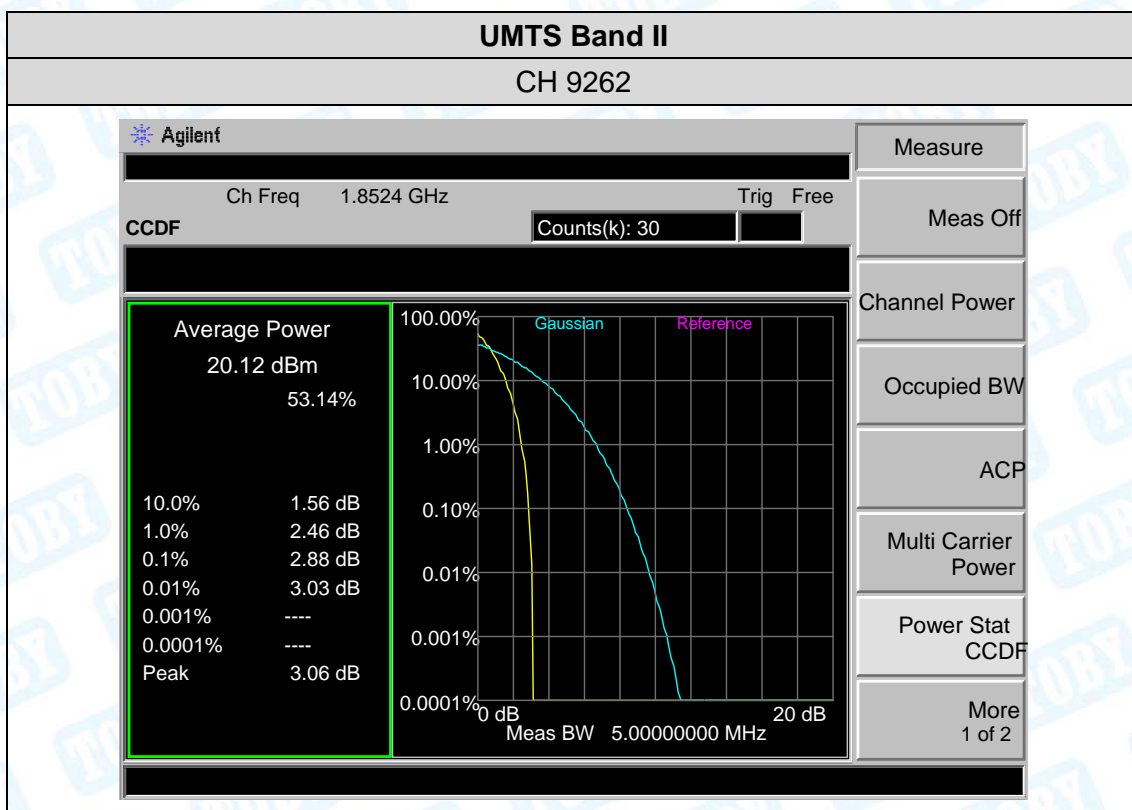 UMTS Band II
CH 9262
Agilent
Ch Freq 1.8524 GHz Trig Free
CCDF Counts(k): 30
Average Power
20.12 dBm
53.14%
10.0% 1.56 dB
1.0% 2.46 dB
0.1% 2.88 dB
0.01% 3.03 dB
0.001% ----
0.0001% ----
Peak 3.06 dB
Gaussian Reference
100.00%
10.00%
1.00%
0.10%
0.01%
0.001%
0.0001%
0 dB 20 dB
Meas BW 5.00000000 MHz
Measure
Meas Off
Channel Power
Occupied BW
ACP
Multi Carrier
Power
Power Stat
CCDF
More
1 of 2
TOBY